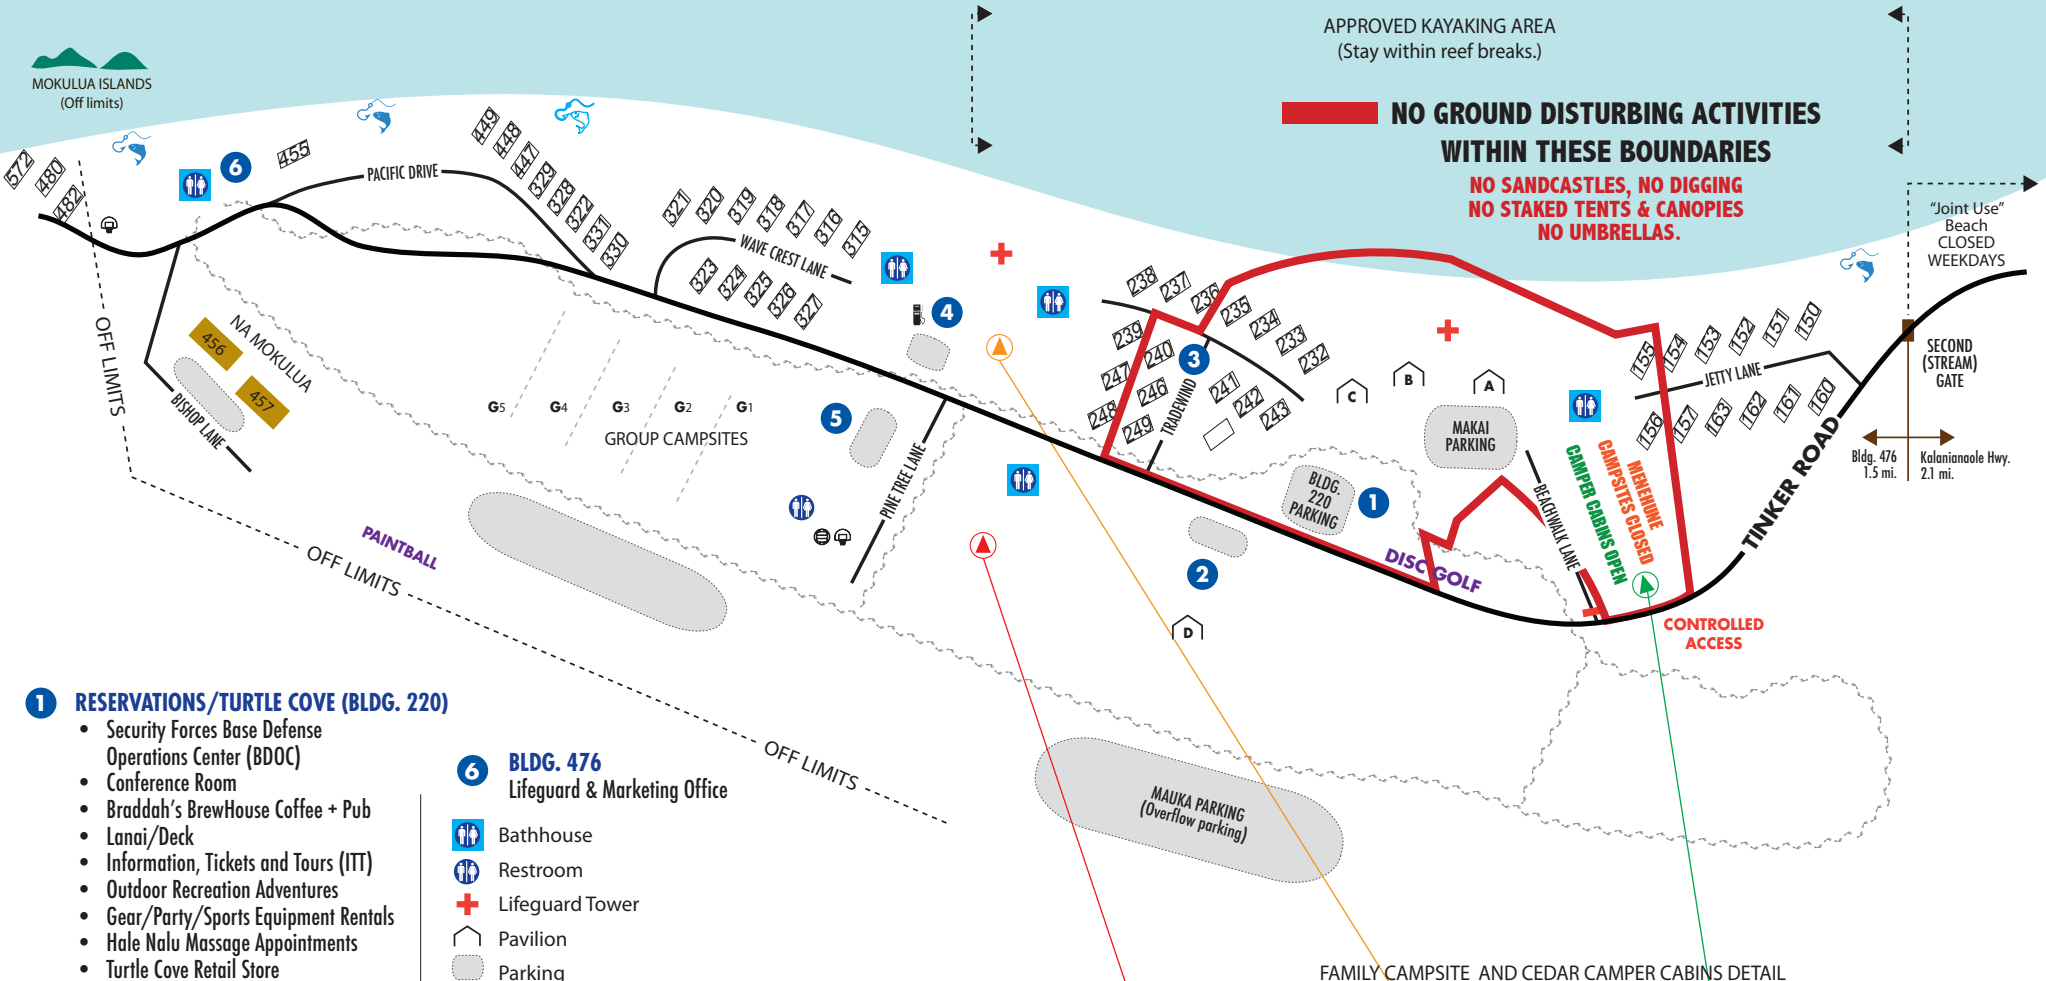 APPROVED KAYAKING AREA
(Stay within reef breaks.)
MOKULUA ISLANDS
(Off limits)
NO GROUND DISTURBING ACTIVITIES
WITHIN THESE BOUNDARIES
NO SANDCASTLES, NO DIGGING
NO STAKED TENTS & CANOPIES
NO UMBRELLAS.
"Joint Use"
Beach
CLOSED
WEEKDAYS
572
480
482
6
455
PACIFIC DRIVE
449
448
447
329
328
322
331
330
321
320
319
318
317
316
315
WAVE CREST LANE
323
324
325
326
327
4
238
237
236
235
234
233
232
239
240
3
247
246
248
249
241
242
243
TRADEWIND
C
B
A
MAKAI
PARKING
155
154
153
152
151
150
JETTY LANE
156
157
163
162
161
160
SECOND
(STREAM)
GATE
Bldg. 476
1.5 mi.
Kalanianaole Hwy.
2.1 mi.
TINKER ROAD
OFF LIMITS
NA MOKULUA
456
457
BISHOP LANE
G5
G4
G3
G2
G1
GROUP CAMPSITES
5
PINE TREE LANE
BLDG.
220
PARKING
1
2
D
DISC GOLF
BEACHWALK LANE
MENEHUNE
CAMPSITES CLOSED
CAMPER CABINS OPEN
CONTROLLED
ACCESS
PAINTBALL
OFF LIMITS
OFF LIMITS
MAUKA PARKING
(Overflow parking)
1 RESERVATIONS/TURTLE COVE (BLDG. 220)
• Security Forces Base Defense
Operations Center (BDOC)
• Conference Room
• Braddah's BrewHouse Coffee + Pub
• Lanai/Deck
• Information, Tickets and Tours (ITT)
• Outdoor Recreation Adventures
• Gear/Party/Sports Equipment Rentals
• Hale Nalu Massage Appointments
• Turtle Cove Retail Store
6 BLDG. 476
Lifeguard & Marketing Office
Bathhouse
Restroom
Lifeguard Tower
Pavilion
Parking
FAMILY CAMPSITE AND CEDAR CAMPER CABINS DETAIL